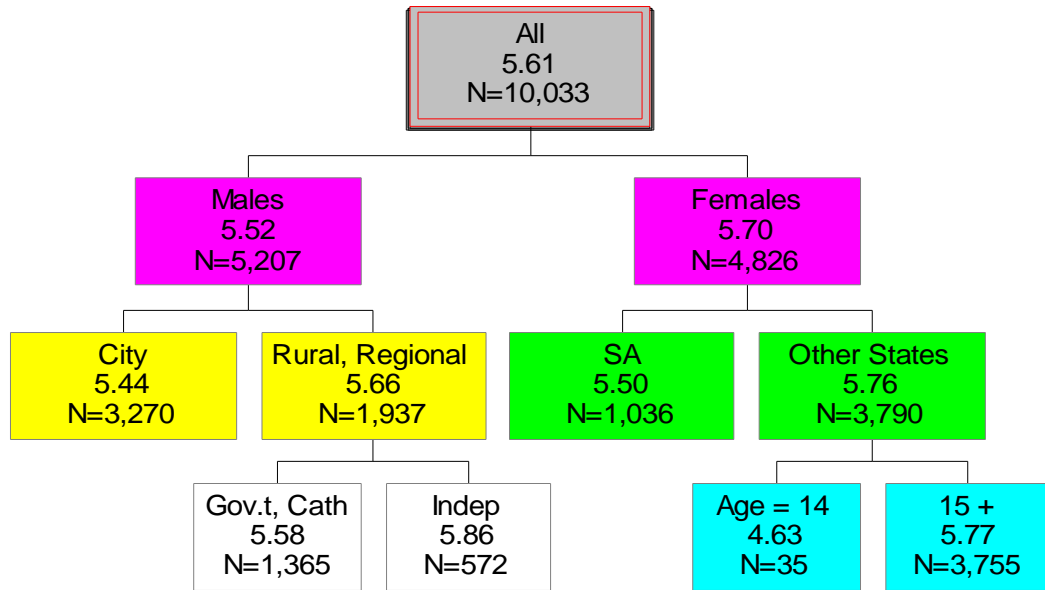 All
5.61
N=10,033
Males
5.52
N=5,207
Females
5.70
N=4,826
City
5.44
N=3,270
Rural, Regional
5.66
N=1,937
SA
5.50
N=1,036
Other States
5.76
N=3,790
Gov.t, Cath
5.58
N=1,365
Indep
5.86
N=572
Age = 14
4.63
N=35
15 +
5.77
N=3,755